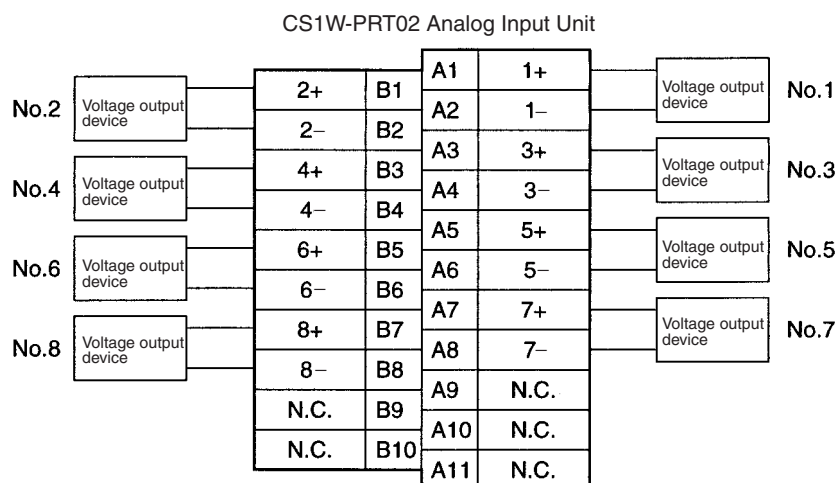 CS1W-PRT02 Analog Input Unit
A1 1+
2+ B1
No.2 Voltage output
device
Voltage output
device No.1
A2 1−
2− B2
A3 3+
4+ B3
No.4 Voltage output
device
Voltage output
device No.3
A4 3−
4− B4
A5 5+
6+ B5
No.6 Voltage output
device
Voltage output
device No.5
A6 5−
6− B6
A7 7+
8+ B7
No.8 Voltage output
device
Voltage output
device No.7
A8 7−
8− B8
A9 N.C.
N.C. B9
A10 N.C.
N.C. B10
A11 N.C.